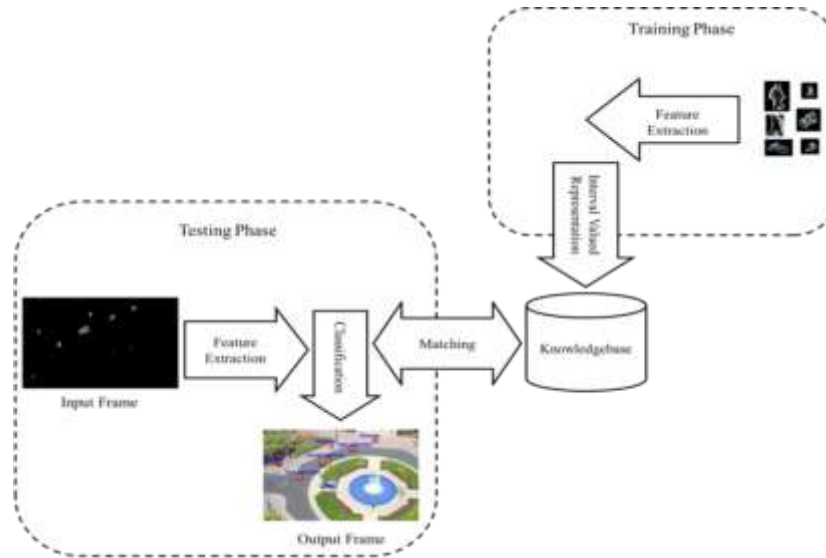 Training Phase
Feature
Extraction
Interval Valued
Representation
Testing Phase
Feature
Extraction
Classification
Matching
Knowledgebase
Input Frame
Output Frame